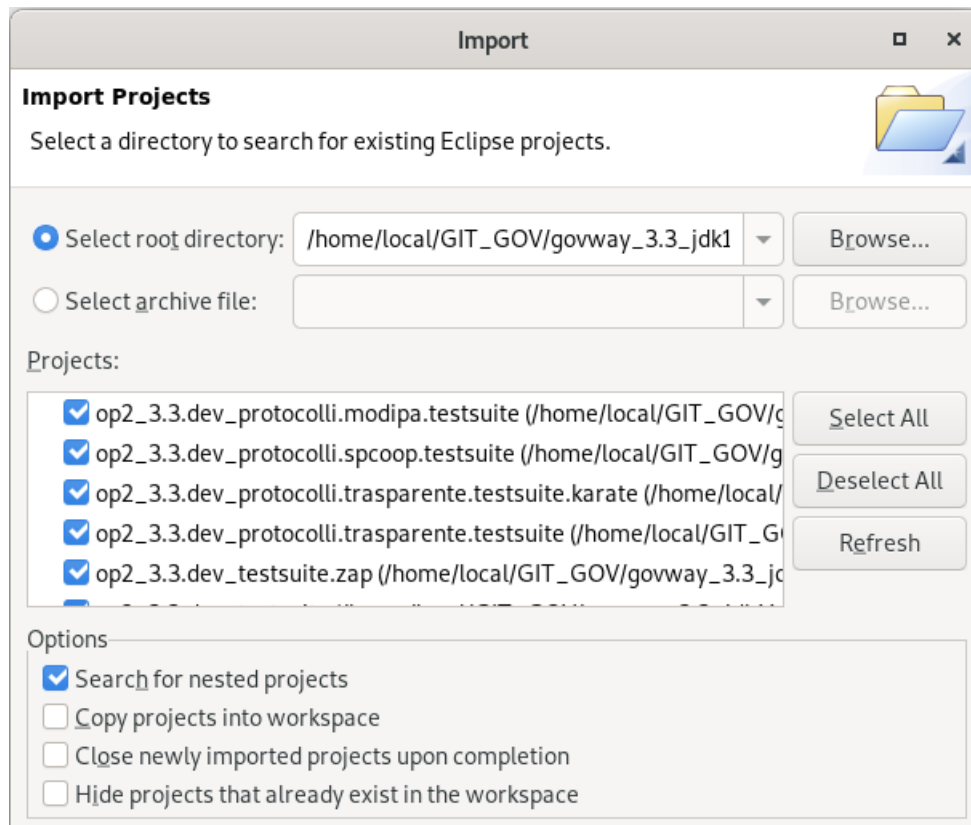 Import
Import Projects
Select a directory to search for existing Eclipse projects.
Select root directory: /home/local/GIT_GOV/govway_3.3_jdk1 Browse...
Select archive file: Browse...
Projects:
op2_3.3.dev_protocolli.modipa.testsuite (/home/local/GIT_GOV/g
Select All
op2_3.3.dev_protocolli.spcoop.testsuite (/home/local/GIT_GOV/g
Deselect All
op2_3.3.dev_protocolli.trasparente.testsuite.karate (/home/local/
op2_3.3.dev_protocolli.trasparente.testsuite (/home/local/GIT_G
Refresh
op2_3.3.dev_testsuite.zap (/home/local/GIT_GOV/govway_3.3_jd
Options
Search for nested projects
Copy projects into workspace
Close newly imported projects upon completion
Hide projects that already exist in the workspace